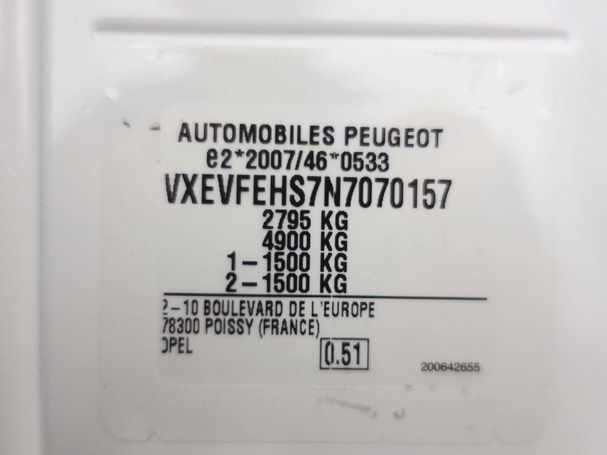 AUTOMOBILES PEUGEOT
e2*2007/46*0533
VXEVFEHS7N7070157
2795 KG
4900 KG
1-1500 KG
2-1500 KG
2-10 BOULEVARD DE L'EUROPE
78300 POISSY (FRANCE)
OPEL
0.51
200642655